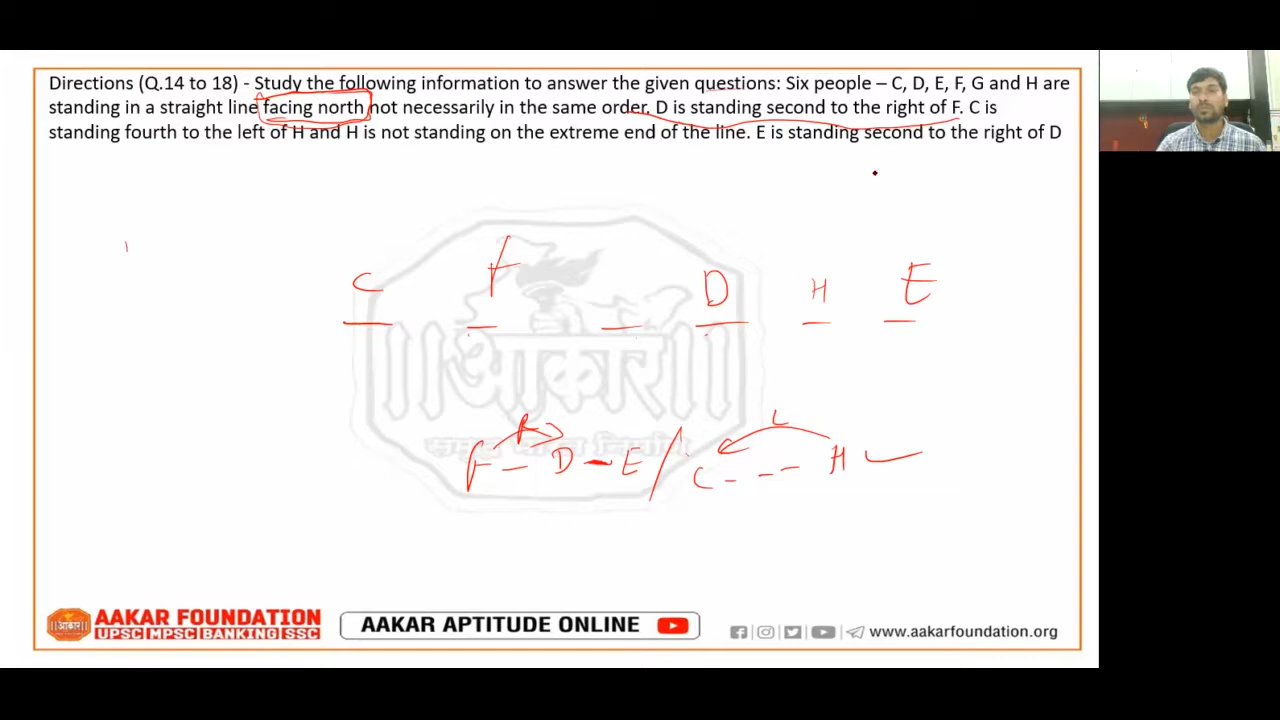 Directions (Q.14 to 18) - Study the following information to answer the given questions: Six people – C, D, E, F, G and H are
standing in a straight line facing north not necessarily in the same order. D is standing second to the right of F. C is
standing fourth to the left of H and H is not standing on the extreme end of the line. E is standing second to the right of D
C F D H E
॥आकार॥
R L
F – D – E / C - - - H
॥आकार॥ AAKAR FOUNDATION
UPSC|MPSC|BANKING|SSC
AAKAR APTITUDE ONLINE
www.aakarfoundation.org